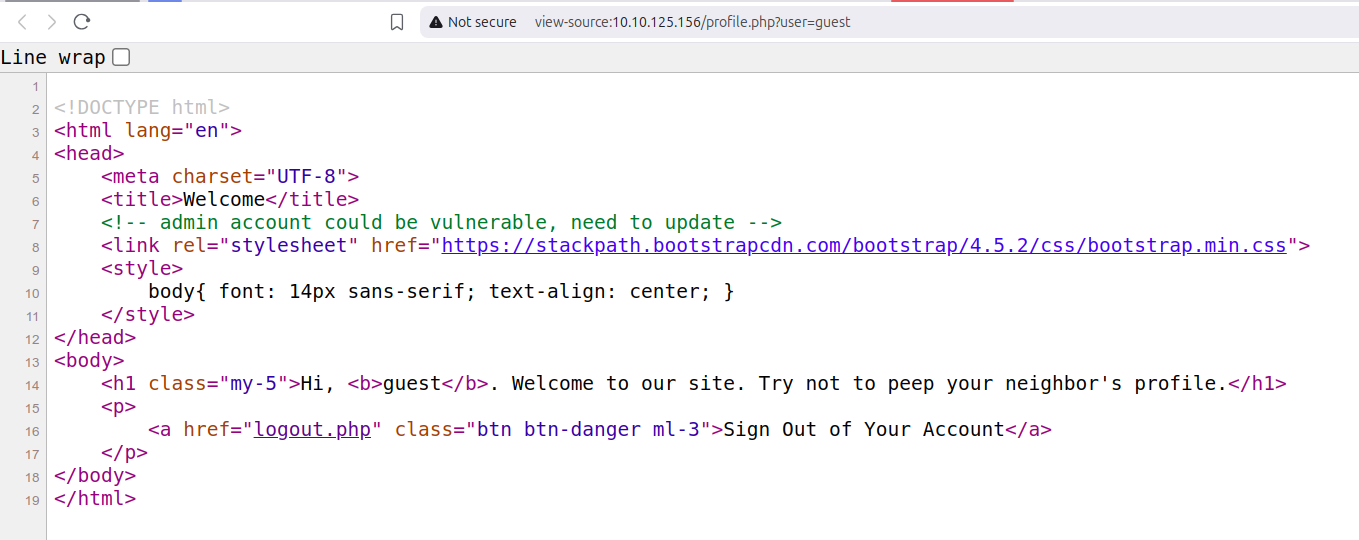 Not secure view-source:10.10.125.156/profile.php?user=guest
Line wrap
1
2 <!DOCTYPE html>
3 <html lang="en">
4 <head>
5 <meta charset="UTF-8">
6 <title>Welcome</title>
7 <!-- admin account could be vulnerable, need to update -->
8 <link rel="stylesheet" href="https://stackpath.bootstrapcdn.com/bootstrap/4.5.2/css/bootstrap.min.css">
9 <style>
10 body{ font: 14px sans-serif; text-align: center; }
11 </style>
12 </head>
13 <body>
14 <h1 class="my-5">Hi, <b>guest</b>. Welcome to our site. Try not to peep your neighbor's profile.</h1>
15 <p>
16 <a href="logout.php" class="btn btn-danger ml-3">Sign Out of Your Account</a>
17 </p>
18 </body>
19 </html>